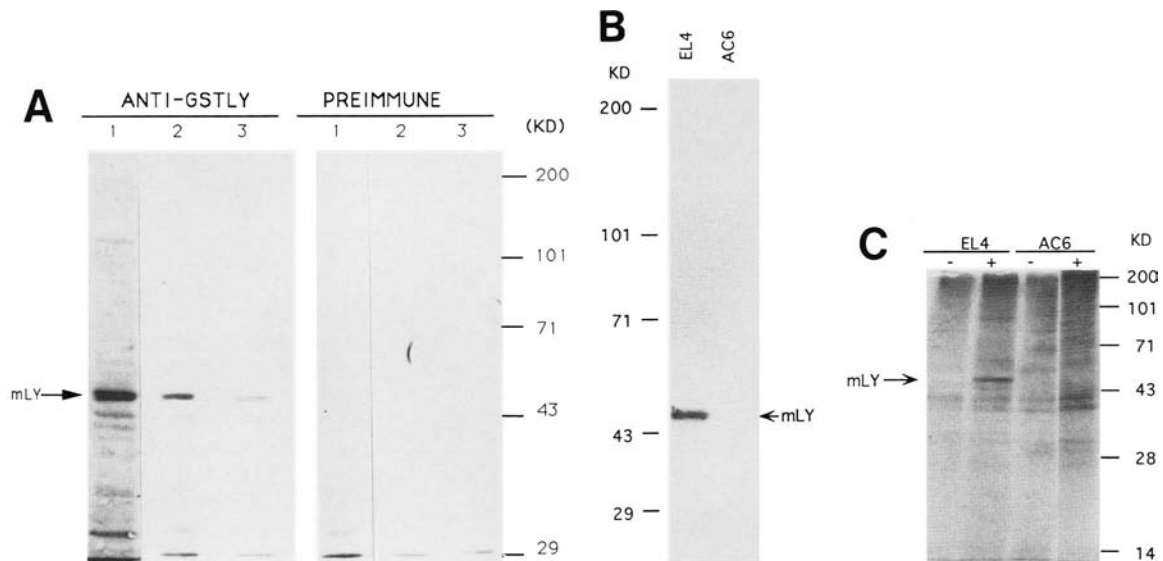 A
ANTI-GSTLY PREIMMUNE
1 2 3 1 2 3 (KD)
200
101
71
mLY
43
29
B
EL4 AC6
KD
200
101
71
mLY
43
29
C
EL4 AC6 KD
- + - +
200
101
71
mLY
43
28
14